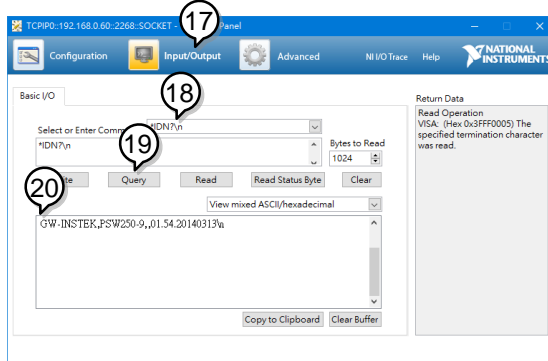 TCPIP0::192.168.0.60::2268::SOCKET - Panel
17
Configuration
Input/Output
Advanced
NI I/O Trace
Help
NATIONAL
INSTRUMENTS
Basic I/O
18
Select or Enter
*IDN?\n
*IDN?\n
19
Bytes to Read
1024
Query
Read
Read Status Byte
Clear
20
View mixed ASCII/hexadecimal
GW-INSTEK,PSW250-9,,01.54.20140313\n
Copy to Clipboard
Clear Buffer
Return Data
Read Operation
VISA: (Hex 0x3FFF0005) The
specified termination character
was read.